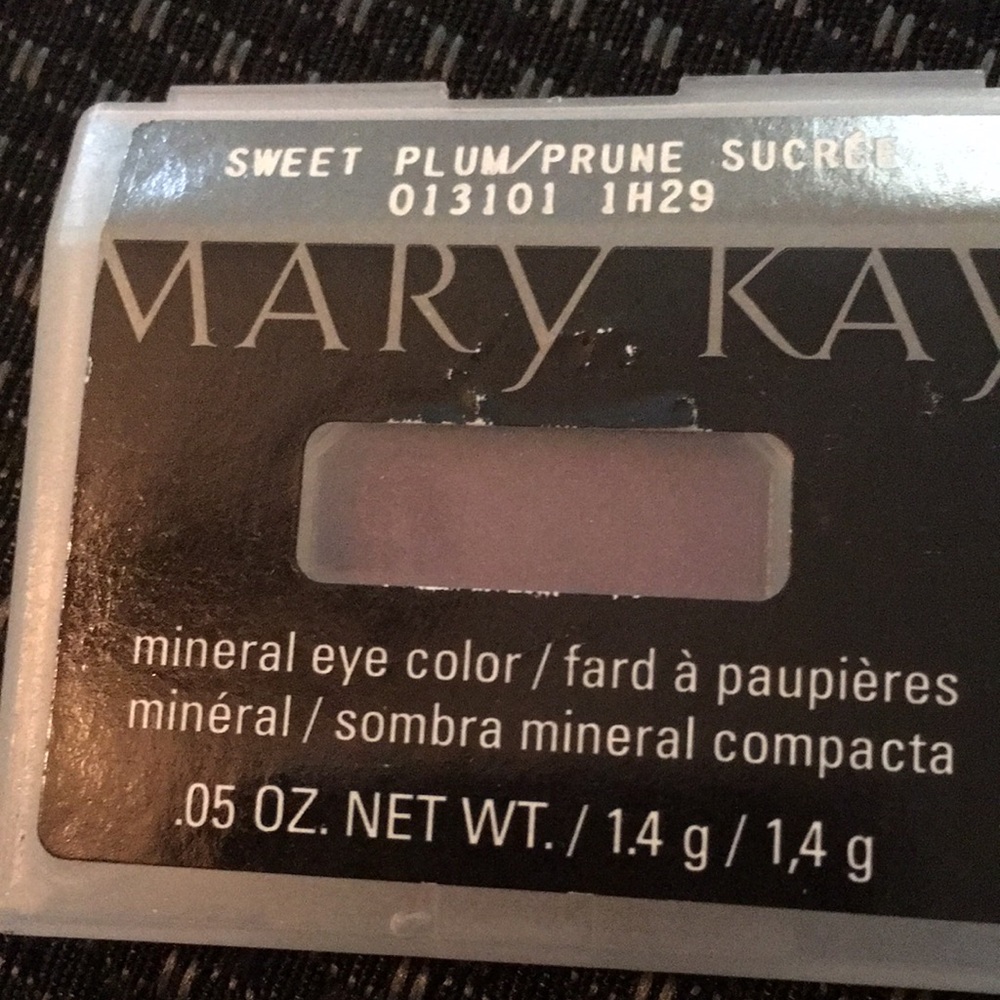 SWEET PLUM/PRUNE SUCRÉE
013101 1H29
MARY KAY
mineral eye color / fard à paupières
minéral / sombra mineral compacta
.05 OZ. NET WT. / 1.4 g / 1,4 g